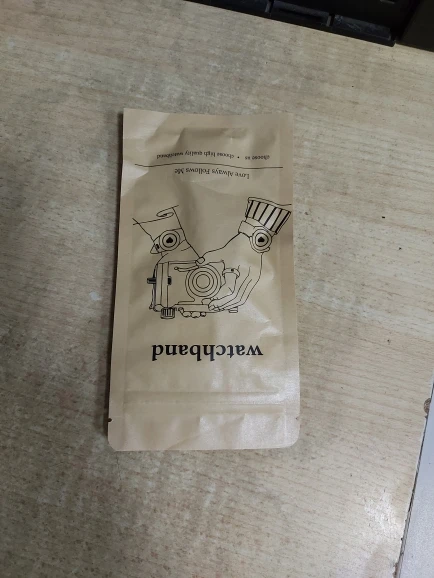 watchband
Love Always Follows Me
choose us • choose high quality watchband